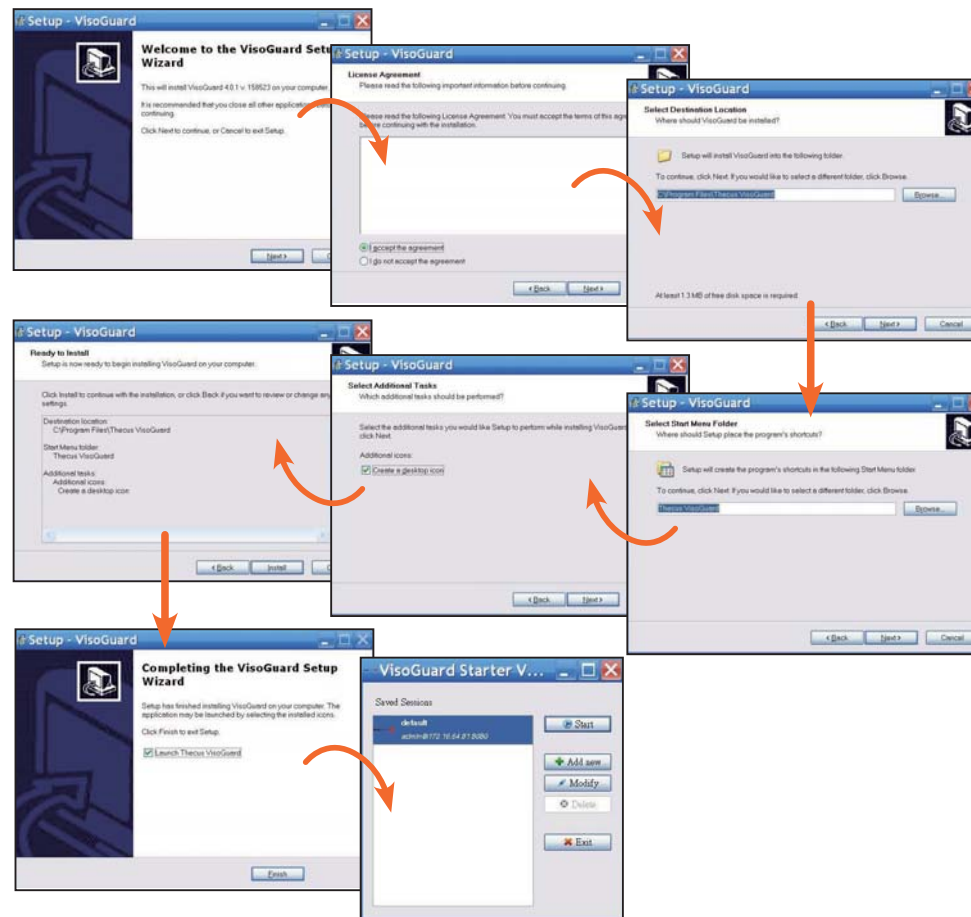 Setup - VisoGuard
Welcome to the VisoGuard Setu
Wizard
This will install VisoGuard 4.0.1 v. 158523 on your computer.
It is recommended that you close all other applications
continuing.
Click Next to continue, or Cancel to exit Setup.
Next >
Setup - VisoGuard
License Agreement
Please read the following important information before continuing.
Please read the following License Agreement. You must accept the terms of this agre
before continuing with the installation.
I accept the agreement
I do not accept the agreement
< Back
Next >
Setup - VisoGuard
Select Destination Location
Where should VisoGuard be installed?
Setup will install VisoGuard into the following folder.
To continue, click Next. If you would like to select a different folder, click Browse.
C:\Program Files\Thecus VisoGuard
Browse...
At least 1.3 MB of free disk space is required.
< Back
Next >
Cancel
Setup - VisoGuard
Select Start Menu Folder
Where should Setup place the program's shortcuts?
Setup will create the program's shortcuts in the following Start Menu folder.
To continue, click Next. If you would like to select a different folder, click Browse.
Thecus VisoGuard
Browse...
< Back
Next >
Cancel
Setup - VisoGuard
Select Additional Tasks
Which additional tasks should be performed?
Select the additional tasks you would like Setup to perform while installing VisoGuard
click Next.
Additional icons:
Create a desktop icon
< Back
Next >
Setup - VisoGuard
Ready to Install
Setup is now ready to begin installing VisoGuard on your computer.
Click Install to continue with the installation, or click Back if you want to review or change any
settings.
Destination location:
C:\Program Files\Thecus VisoGuard
Start Menu folder:
Thecus VisoGuard
Additional tasks:
Additional icons:
Create a desktop icon
< Back
Install
Setup - VisoGuard
Completing the VisoGuard Setup
Wizard
Setup has finished installing VisoGuard on your computer. The
application may be launched by selecting the installed icons.
Click Finish to exit Setup.
Launch Thecus VisoGuard
Finish
VisoGuard Starter V...
Saved Sessions
default
admin@172.16.64.91:8080
Start
Add new
Modify
Delete
Exit